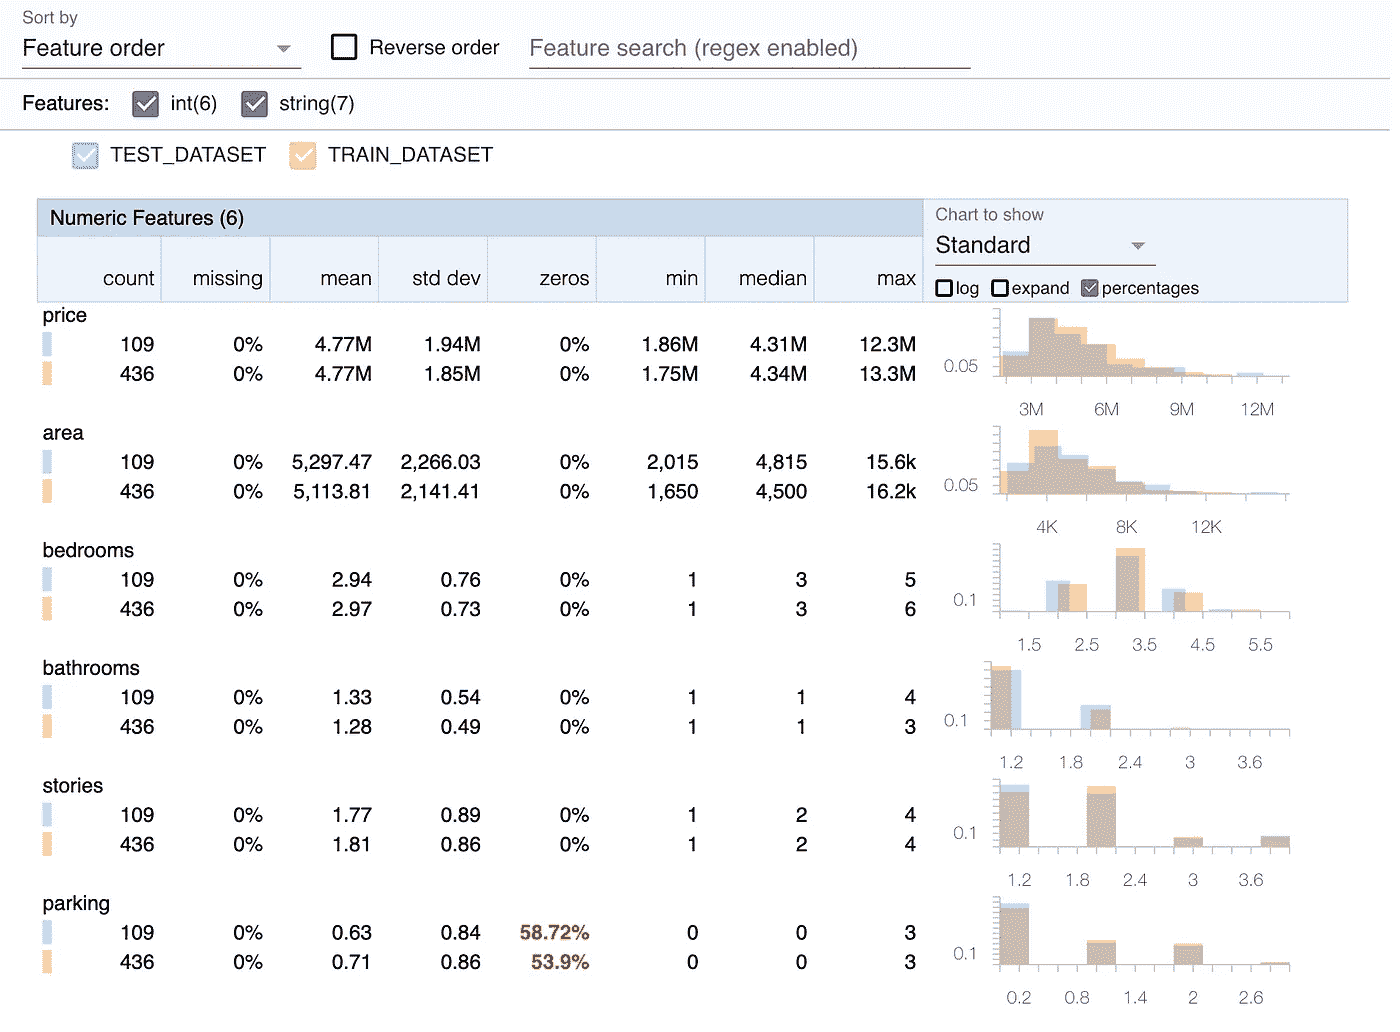 Sort by
Feature order Reverse order Feature search (regex enabled)
Features: int(6) string(7)
TEST_DATASET TRAIN_DATASET
Numeric Features (6) Chart to show
Standard
count missing mean std dev zeros min median max
log expand percentages
price
109 0% 4.77M 1.94M 0% 1.86M 4.31M 12.3M
436 0% 4.77M 1.85M 0% 1.75M 4.34M 13.3M
0.05
3M 6M 9M 12M
area
109 0% 5,297.47 2,266.03 0% 2,015 4,815 15.6k
436 0% 5,113.81 2,141.41 0% 1,650 4,500 16.2k
0.05
4K 8K 12K
bedrooms
109 0% 2.94 0.76 0% 1 3 5
436 0% 2.97 0.73 0% 1 3 6
0.1
1.5 2.5 3.5 4.5 5.5
bathrooms
109 0% 1.33 0.54 0% 1 1 4
436 0% 1.28 0.49 0% 1 1 3
0.1
1.2 1.8 2.4 3 3.6
stories
109 0% 1.77 0.89 0% 1 2 4
436 0% 1.81 0.86 0% 1 2 4
0.1
1.2 1.8 2.4 3 3.6
parking
109 0% 0.63 0.84 58.72% 0 0 3
436 0% 0.71 0.86 53.9% 0 0 3
0.1
0.2 0.8 1.4 2 2.6